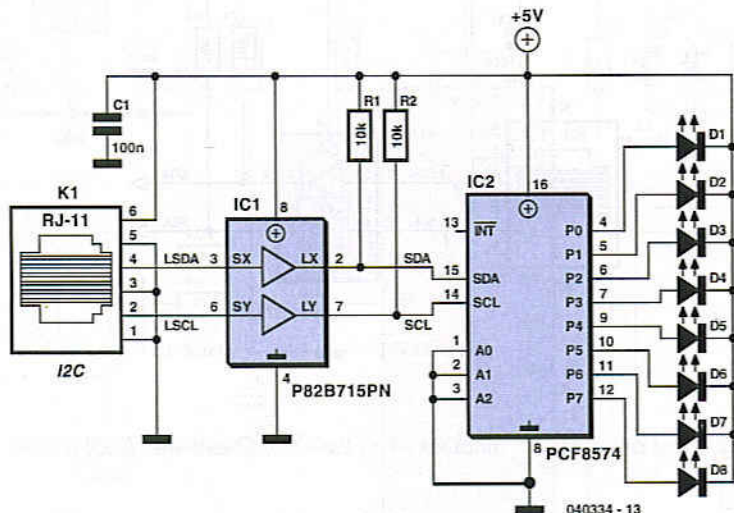 +5V
C1
100n
R1
10k
R2
10k
K1
RJ-11
6
5
4
3
2
1
I2C
LSDA
LSCL
IC1
8
3
SX
LX
2
6
SY
LY
7
4
P82B715PN
SDA
SCL
IC2
16
13
INT
15
SDA
14
SCL
1
A0
2
A1
3
A2
P0
4
P1
5
P2
6
P3
7
P4
9
P5
10
P6
11
P7
12
8
PCF8574
D1
D2
D3
D4
D5
D6
D7
D8
040334 - 13